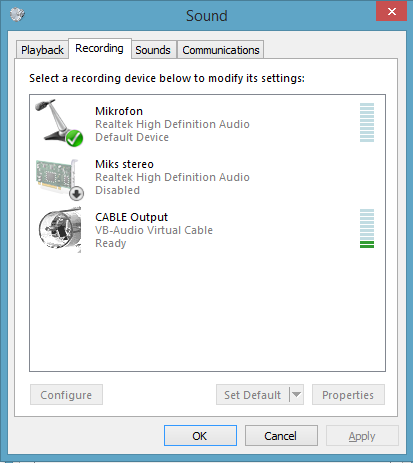 Sound
Playback Recording Sounds Communications
Select a recording device below to modify its settings:
Mikrofon
Realtek High Definition Audio
Default Device
Miks stereo
Realtek High Definition Audio
Disabled
CABLE Output
VB-Audio Virtual Cable
Ready
Configure Set Default Properties
OK Cancel Apply